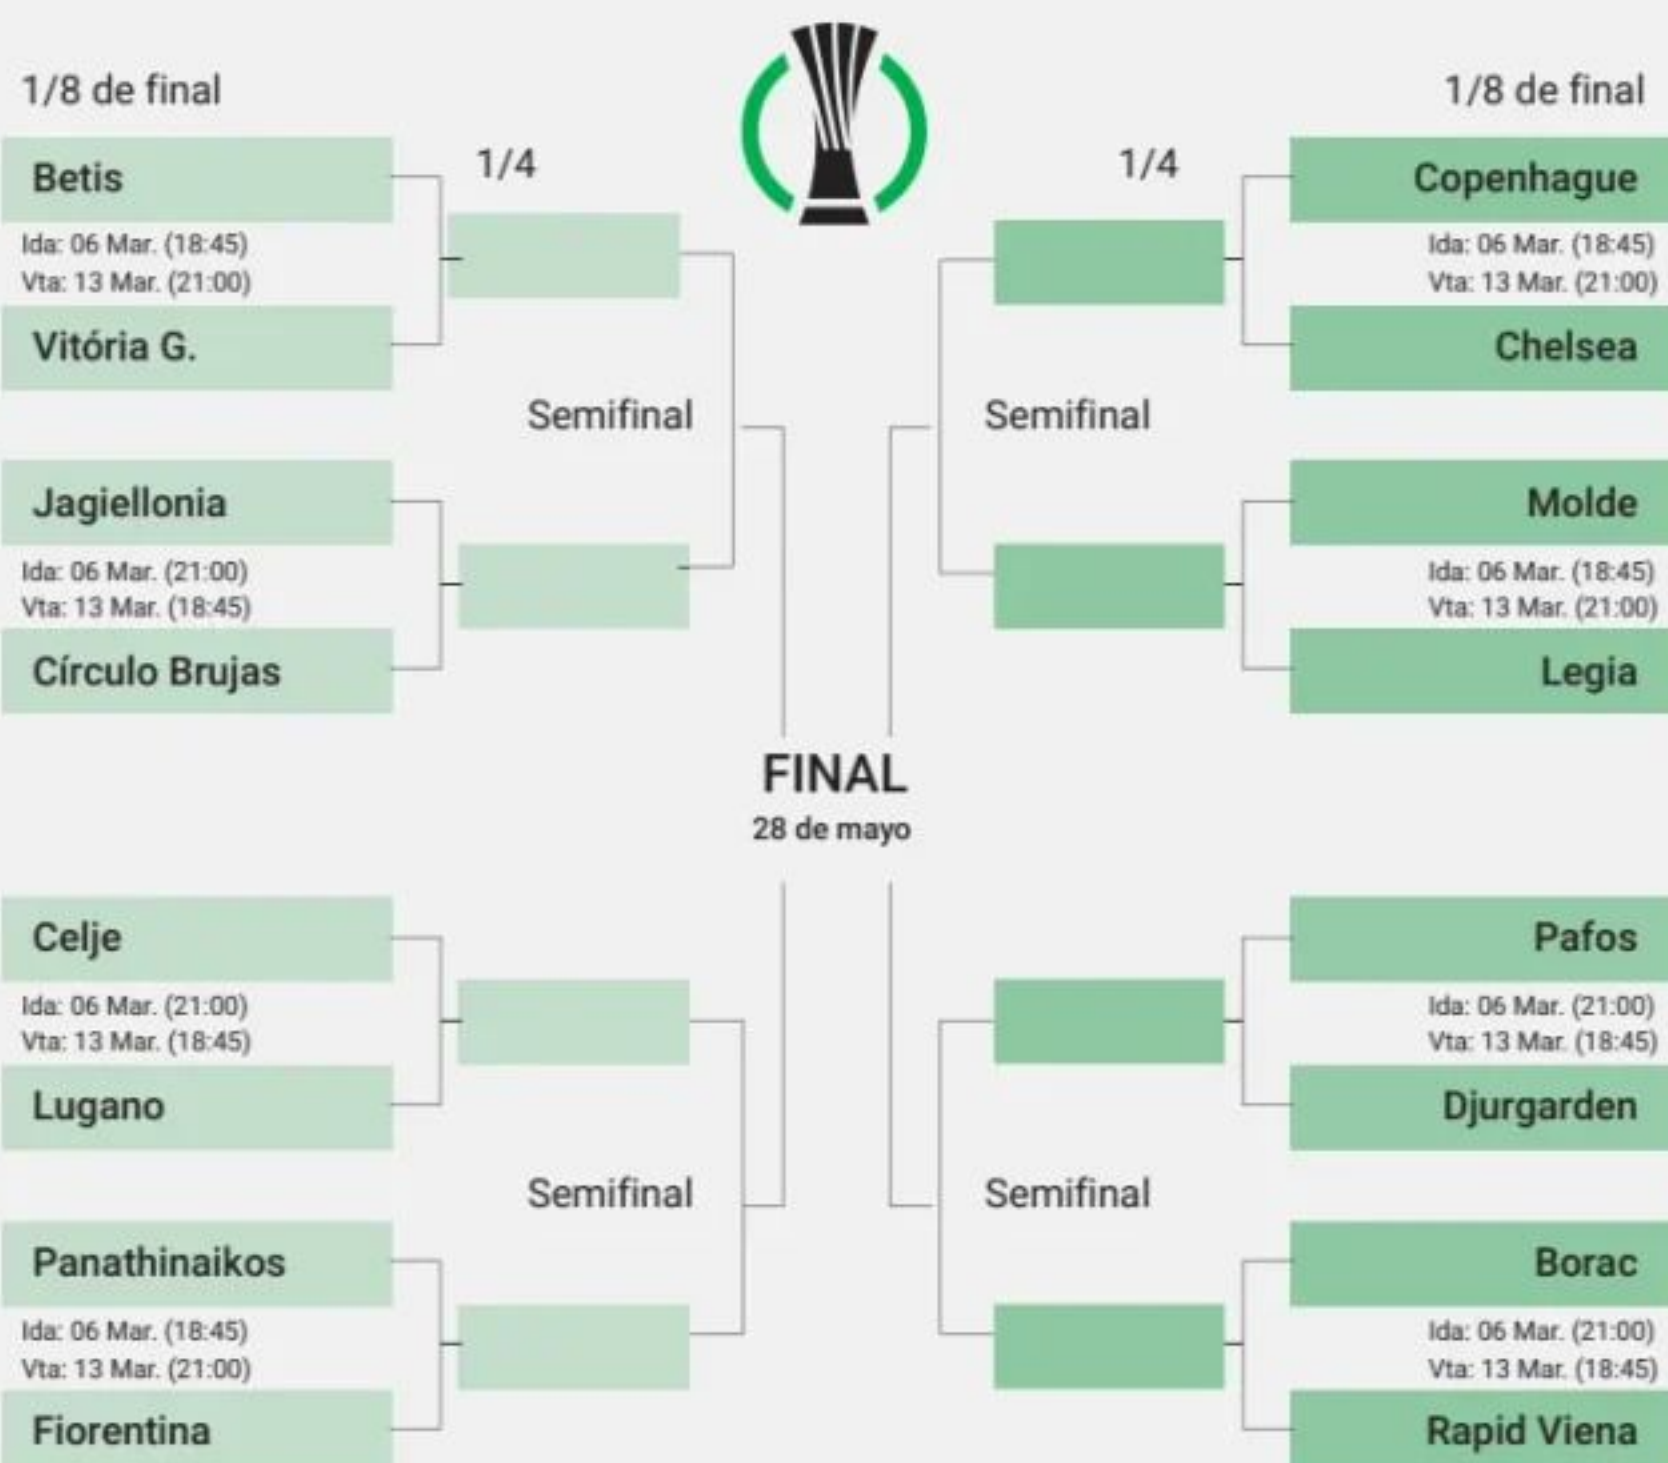 1/8 de final
1/8 de final
1/4
1/4
Betis
Ida: 06 Mar. (18:45)
Vta: 13 Mar. (21:00)
Vitória G.
Copenhague
Ida: 06 Mar. (18:45)
Vta: 13 Mar. (21:00)
Chelsea
Semifinal
Semifinal
Jagiellonia
Ida: 06 Mar. (21:00)
Vta: 13 Mar. (18:45)
Círculo Brujas
Molde
Ida: 06 Mar. (18:45)
Vta: 13 Mar. (21:00)
Legia
FINAL
28 de mayo
Celje
Ida: 06 Mar. (21:00)
Vta: 13 Mar. (18:45)
Lugano
Pafos
Ida: 06 Mar. (21:00)
Vta: 13 Mar. (18:45)
Djurgarden
Semifinal
Semifinal
Panathinaikos
Ida: 06 Mar. (18:45)
Vta: 13 Mar. (21:00)
Fiorentina
Borac
Ida: 06 Mar. (21:00)
Vta: 13 Mar. (18:45)
Rapid Viena